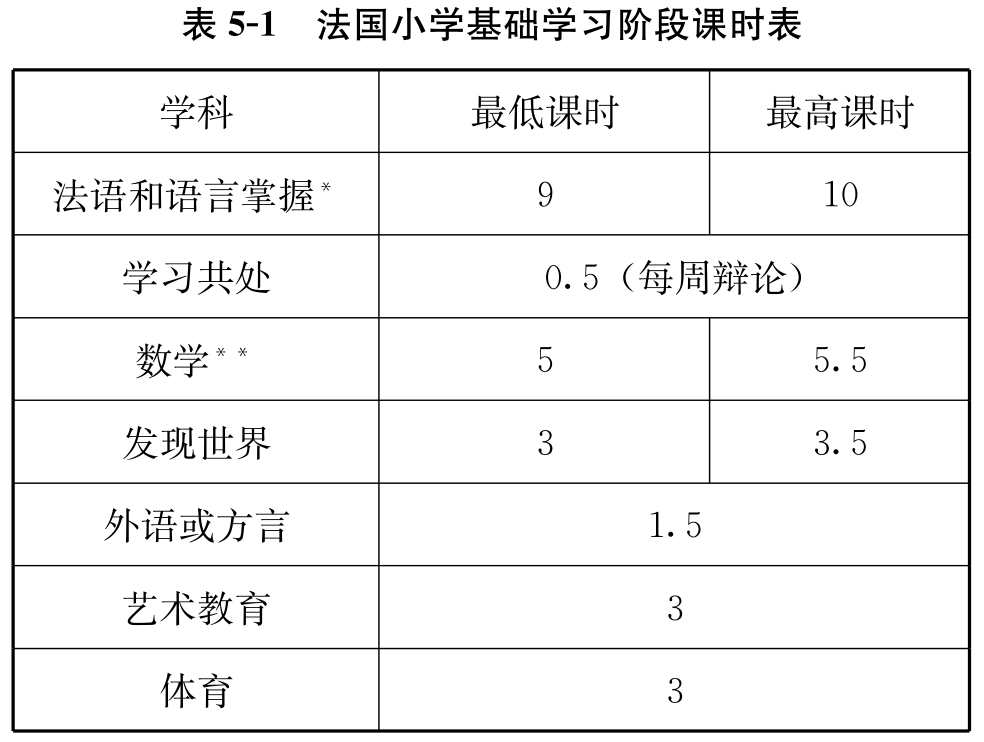 表 5-1 法国小学基础学习阶段课时表
学科 最低课时 最高课时
法语和语言掌握* 9 10
学习共处 0.5（每周辩论）
数学** 5 5.5
发现世界 3 3.5
外语或方言 1.5
艺术教育 3
体育 3